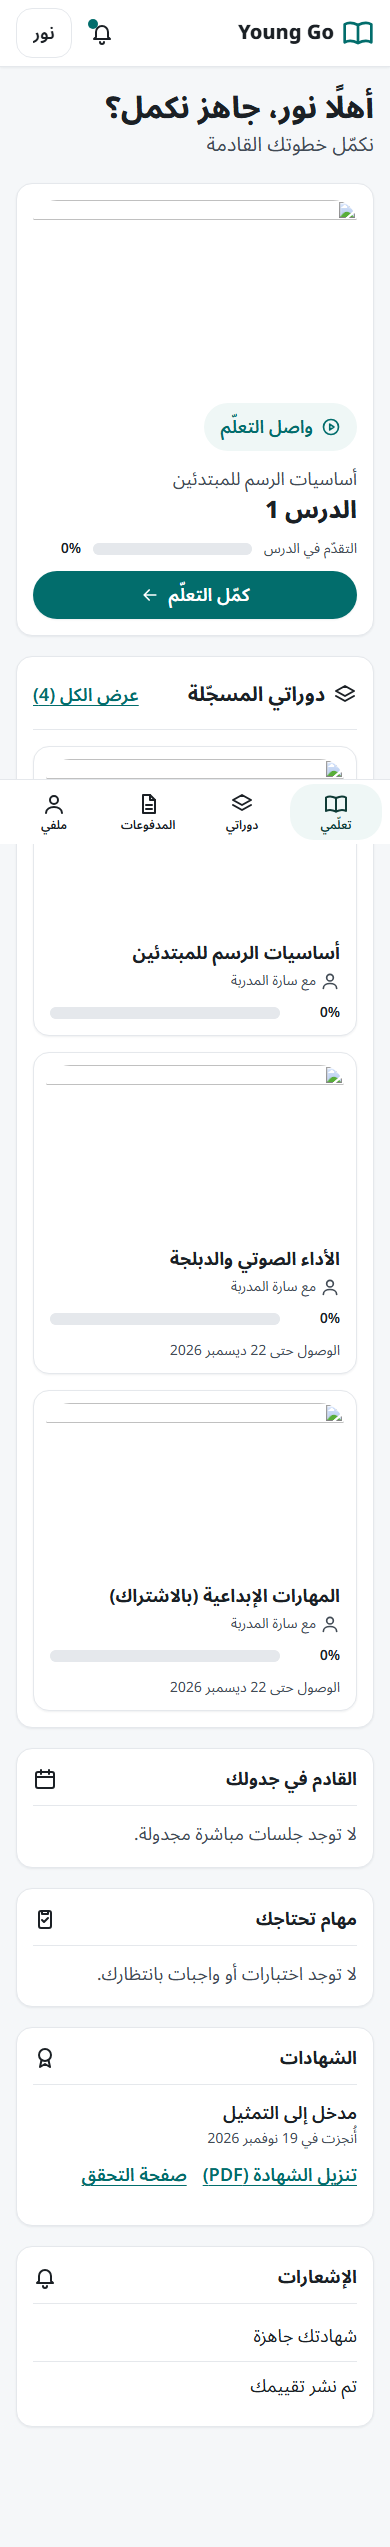 Young Go
نور
أهلًا نور، جاهز نكمل؟
نكمّل خطوتك القادمة
واصل التعلّم
أساسيات الرسم للمبتدئين
الدرس 1
التقدّم في الدرس
0%
كمّل التعلّم
دوراتي المسجّلة
عرض الكل (4)
تعلّمي
دوراتي
المدفوعات
ملفي
أساسيات الرسم للمبتدئين
مع سارة المدربة
0%
الأداء الصوتي والدبلجة
مع سارة المدربة
0%
الوصول حتى 22 ديسمبر 2026
المهارات الإبداعية (بالاشتراك)
مع سارة المدربة
0%
الوصول حتى 22 ديسمبر 2026
القادم في جدولك
لا توجد جلسات مباشرة مجدولة.
مهام تحتاجك
لا توجد اختبارات أو واجبات بانتظارك.
الشهادات
مدخل إلى التمثيل
أُنجزت في 19 نوفمبر 2026
تنزيل الشهادة (PDF)
صفحة التحقق
الإشعارات
شهادتك جاهزة
تم نشر تقييمك